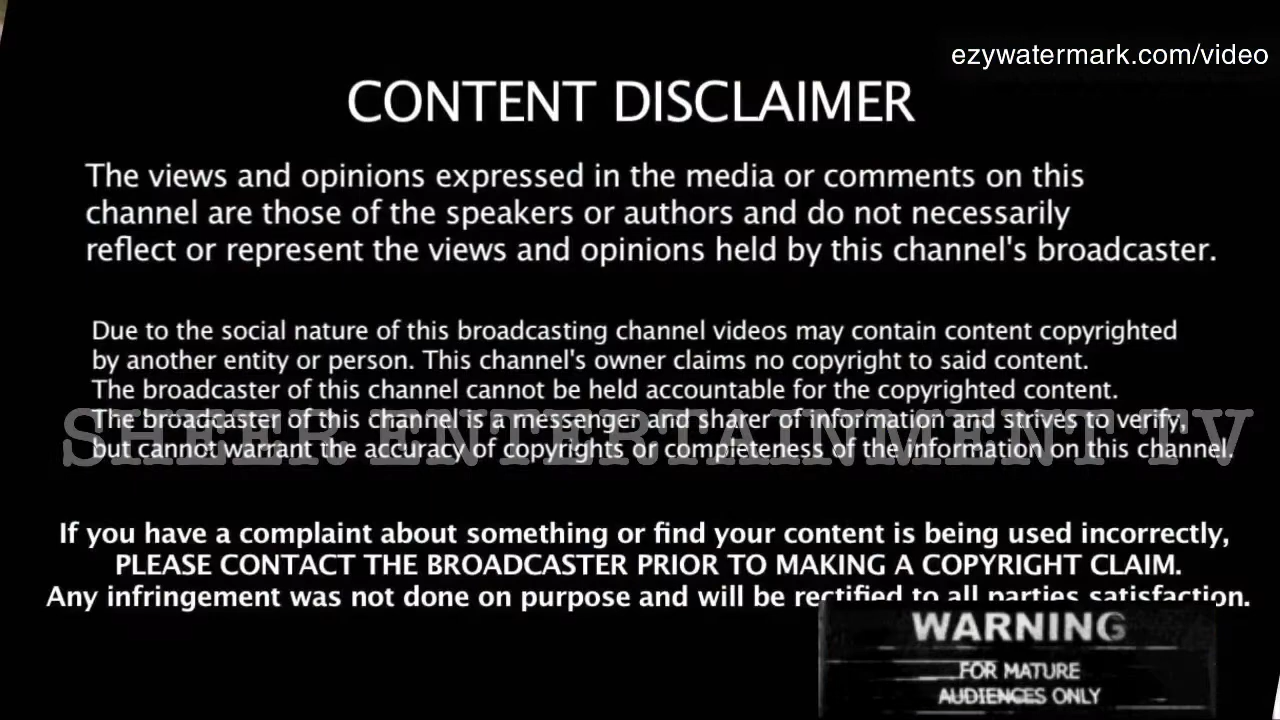 ezywatermark.com/video
CONTENT DISCLAIMER
The views and opinions expressed in the media or comments on this
channel are those of the speakers or authors and do not necessarily
reflect or represent the views and opinions held by this channel's broadcaster.
Due to the social nature of this broadcasting channel videos may contain content copyrighted
by another entity or person. This channel's owner claims no copyright to said content.
The broadcaster of this channel cannot be held accountable for the copyrighted content.
The broadcaster of this channel is a messenger and sharer of information and strives to verify,
SHEER ENTERTAINMENT TV
but cannot warrant the accuracy of copyrights or completeness of the information on this channel.
If you have a complaint about something or find your content is being used incorrectly,
PLEASE CONTACT THE BROADCASTER PRIOR TO MAKING A COPYRIGHT CLAIM.
Any infringement was not done on purpose and will be rectified to all parties satisfaction.
WARNING
FOR MATURE
AUDIENCES ONLY